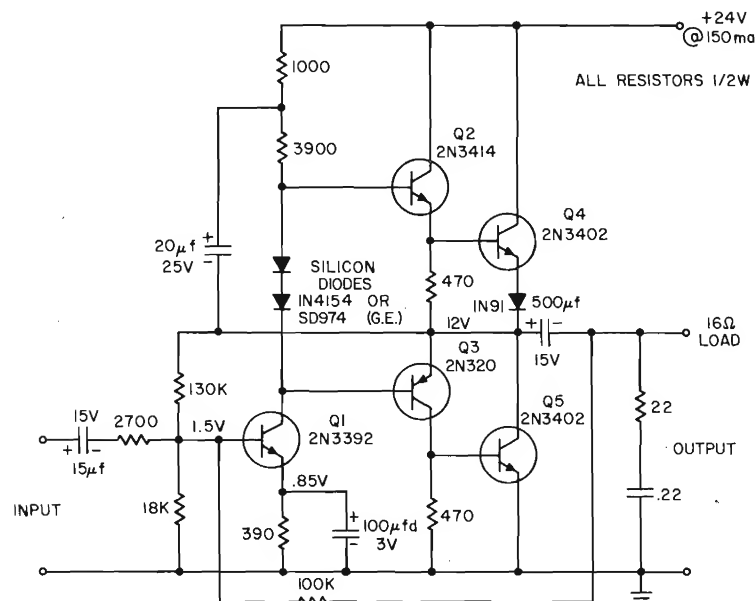 +24V
@150ma
ALL RESISTORS 1/2W
1000
3900
Q2
2N3414
Q4
2N3402
20µf
25V
+
-
SILICON
DIODES
IN4154 OR
SD974 (G.E.)
470
IN91
500µf
12V
+
-
15V
16Ω
LOAD
130K
Q3
2N320
15V
+
-
15µf
2700
1.5V
Q1
2N3392
Q5
2N3402
22
OUTPUT
.85V
INPUT
18K
390
+
100µfd
-
3V
470
.22
100K